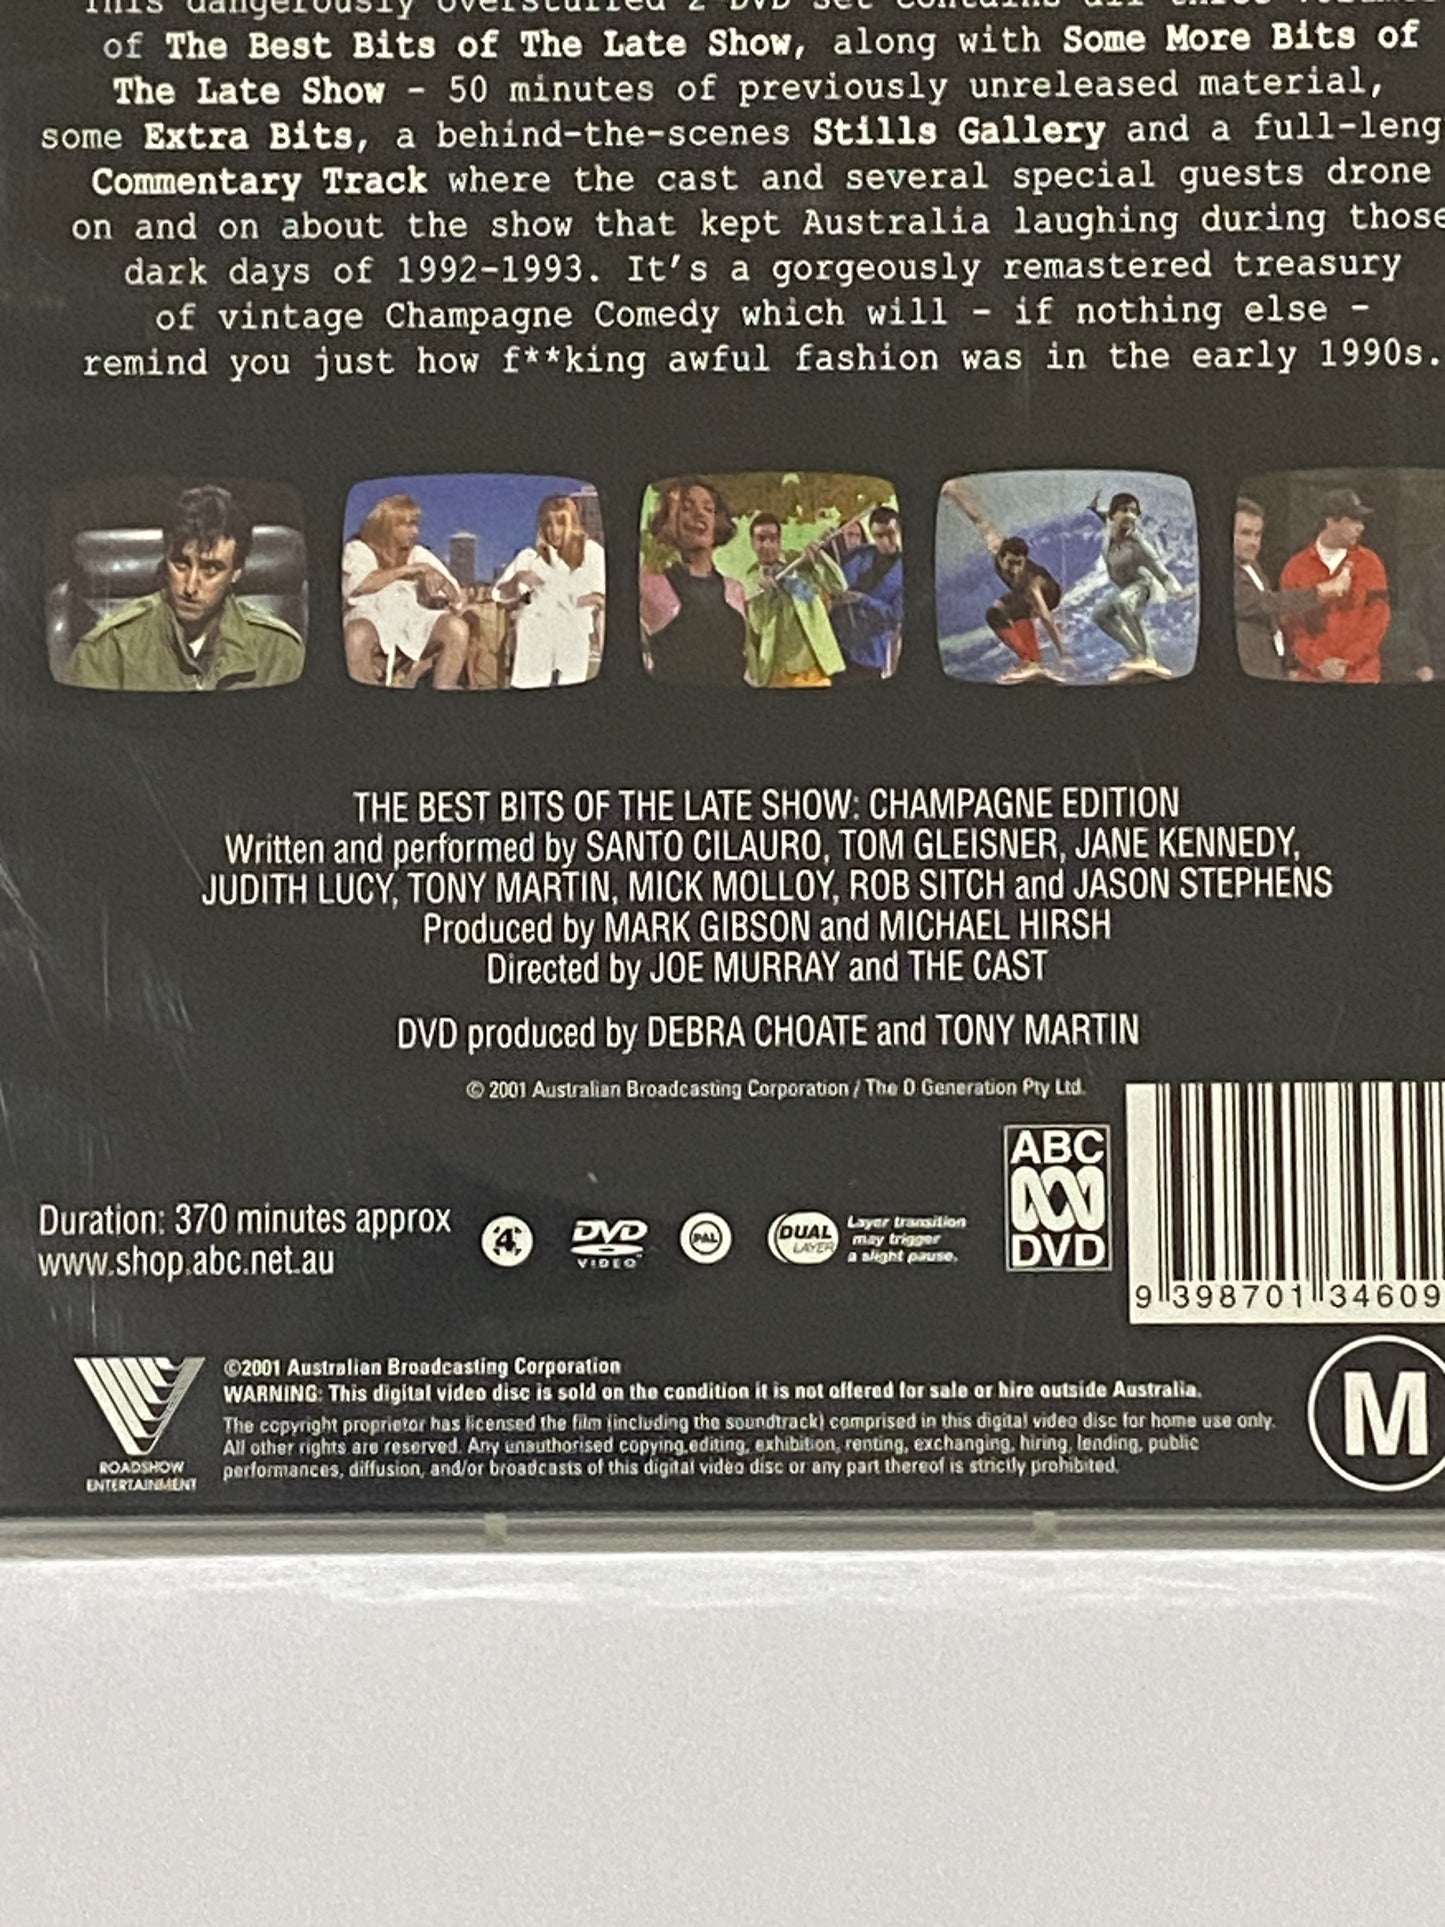 This dangerously overstuffed 2 DVD set contains all three
of The Best Bits of The Late Show, along with Some More Bits of
The Late Show - 50 minutes of previously unreleased material,
some Extra Bits, a behind-the-scenes Stills Gallery and a full-leng
Commentary Track where the cast and several special guests drone
on and on about the show that kept Australia laughing during those
dark days of 1992-1993. It's a gorgeously remastered treasury
of vintage Champagne Comedy which will - if nothing else -
remind you just how f**king awful fashion was in the early 1990s.
THE BEST BITS OF THE LATE SHOW: CHAMPAGNE EDITION
Written and performed by SANTO CILAURO, TOM GLEISNER, JANE KENNEDY,
JUDITH LUCY, TONY MARTIN, MICK MOLLOY, ROB SITCH and JASON STEPHENS
Produced by MARK GIBSON and MICHAEL HIRSH
Directed by JOE MURRAY and THE CAST
DVD produced by DEBRA CHOATE and TONY MARTIN
© 2001 Australian Broadcasting Corporation / The D Generation Pty Ltd.
Duration: 370 minutes approx
www.shop.abc.net.au
4
DVD
VIDEO
PAL
DUAL
LAYER
Layer transition
may trigger
a slight pause.
ABC
DVD
9 398701 34609
©2001 Australian Broadcasting Corporation
WARNING: This digital video disc is sold on the condition it is not offered for sale or hire outside Australia.
The copyright proprietor has licensed the film (including the soundtrack) comprised in this digital video disc for home use only.
All other rights are reserved. Any unauthorised copying,editing, exhibition, renting, exchanging, hiring, lending, public
performances, diffusion, and/or broadcasts of this digital video disc or any part thereof is strictly prohibited.
ROADSHOW
ENTERTAINMENT
M